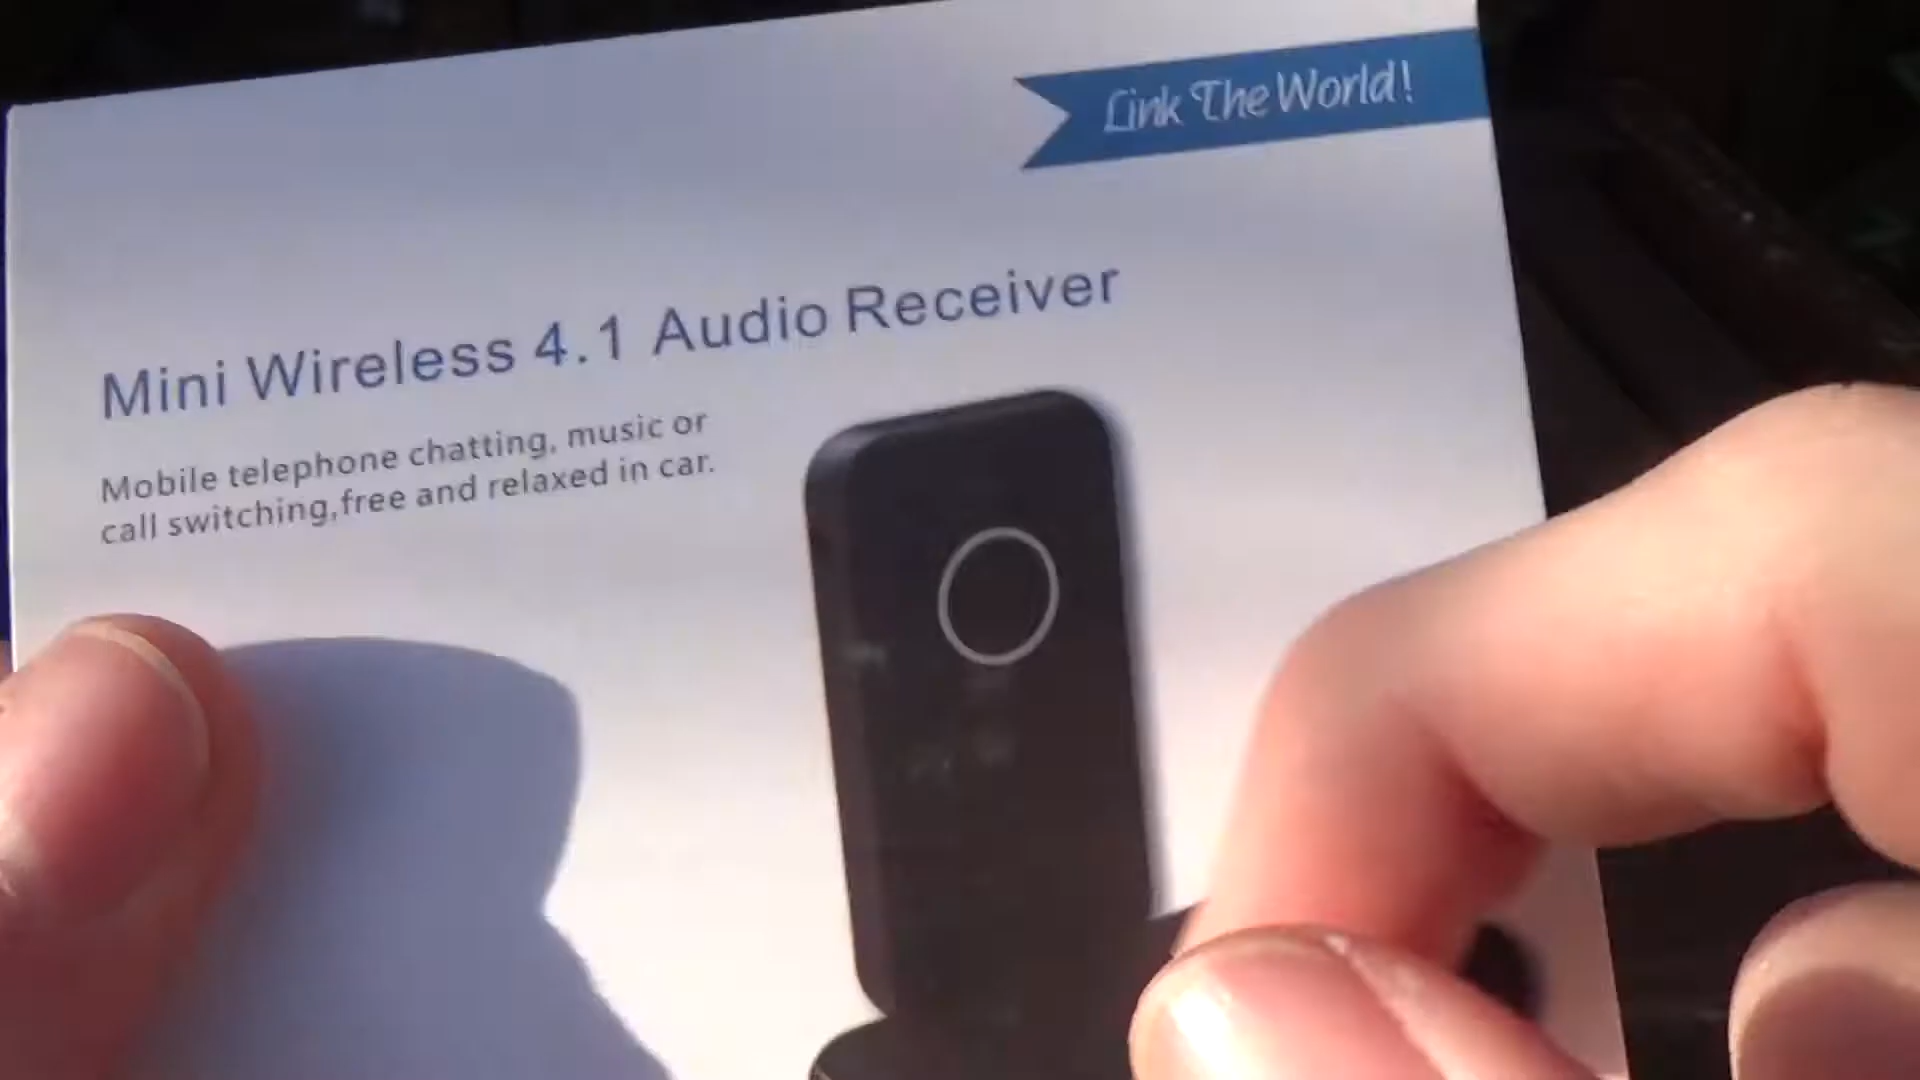 Link The World!
Mini Wireless 4.1 Audio Receiver
Mobile telephone chatting, music or
call switching,free and relaxed in car.